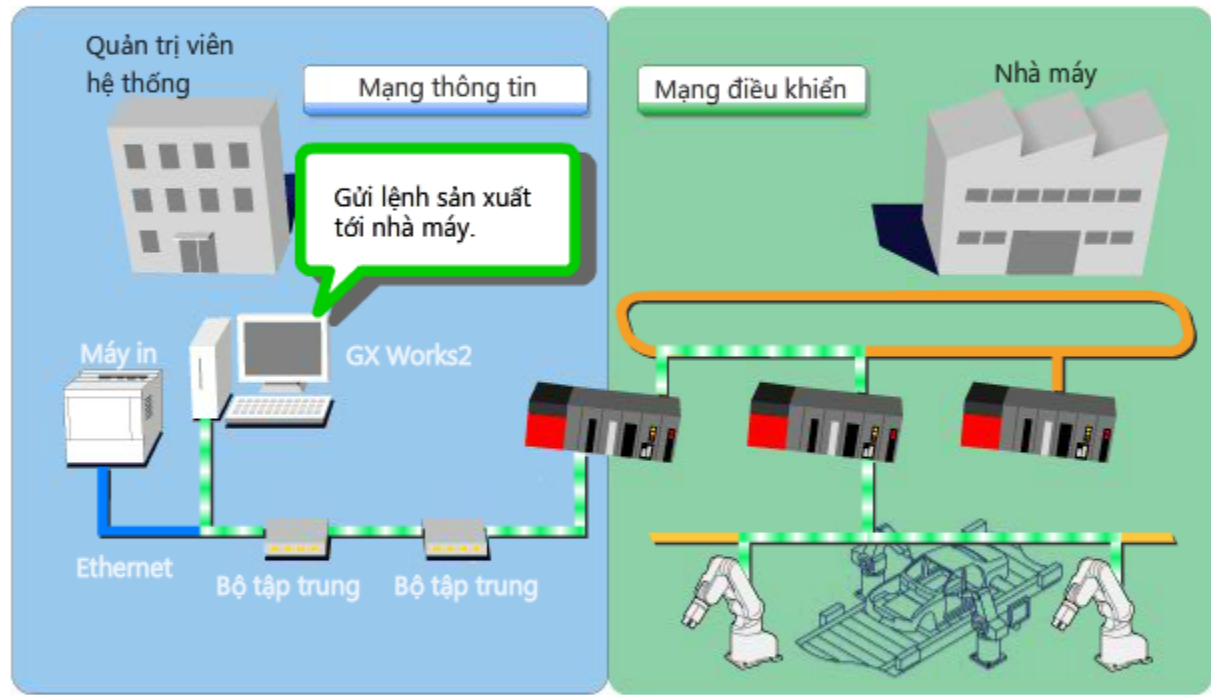 Quản trị viên
hệ thống
Mạng thông tin
Mạng điều khiển
Nhà máy
Gửi lệnh sản xuất
tới nhà máy.
Máy in
GX Works2
Ethernet
Bộ tập trung
Bộ tập trung